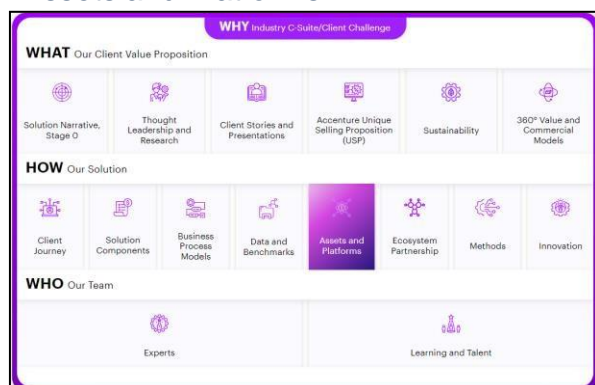 WHY Industry C-Suite/Client Challenge
WHAT Our Client Value Proposition
Solution Narrative,
Stage 0
Thought
Leadership and
Research
Client Stories and
Presentations
Accenture Unique
Selling Proposition
(USP)
Sustainability
360° Value and
Commercial
Models
HOW Our Solution
Client
Journey
Solution
Components
Business
Process
Models
Data and
Benchmarks
Assets and
Platforms
Ecosystem
Partnership
Methods
Innovation
WHO Our Team
Experts
Learning and Talent